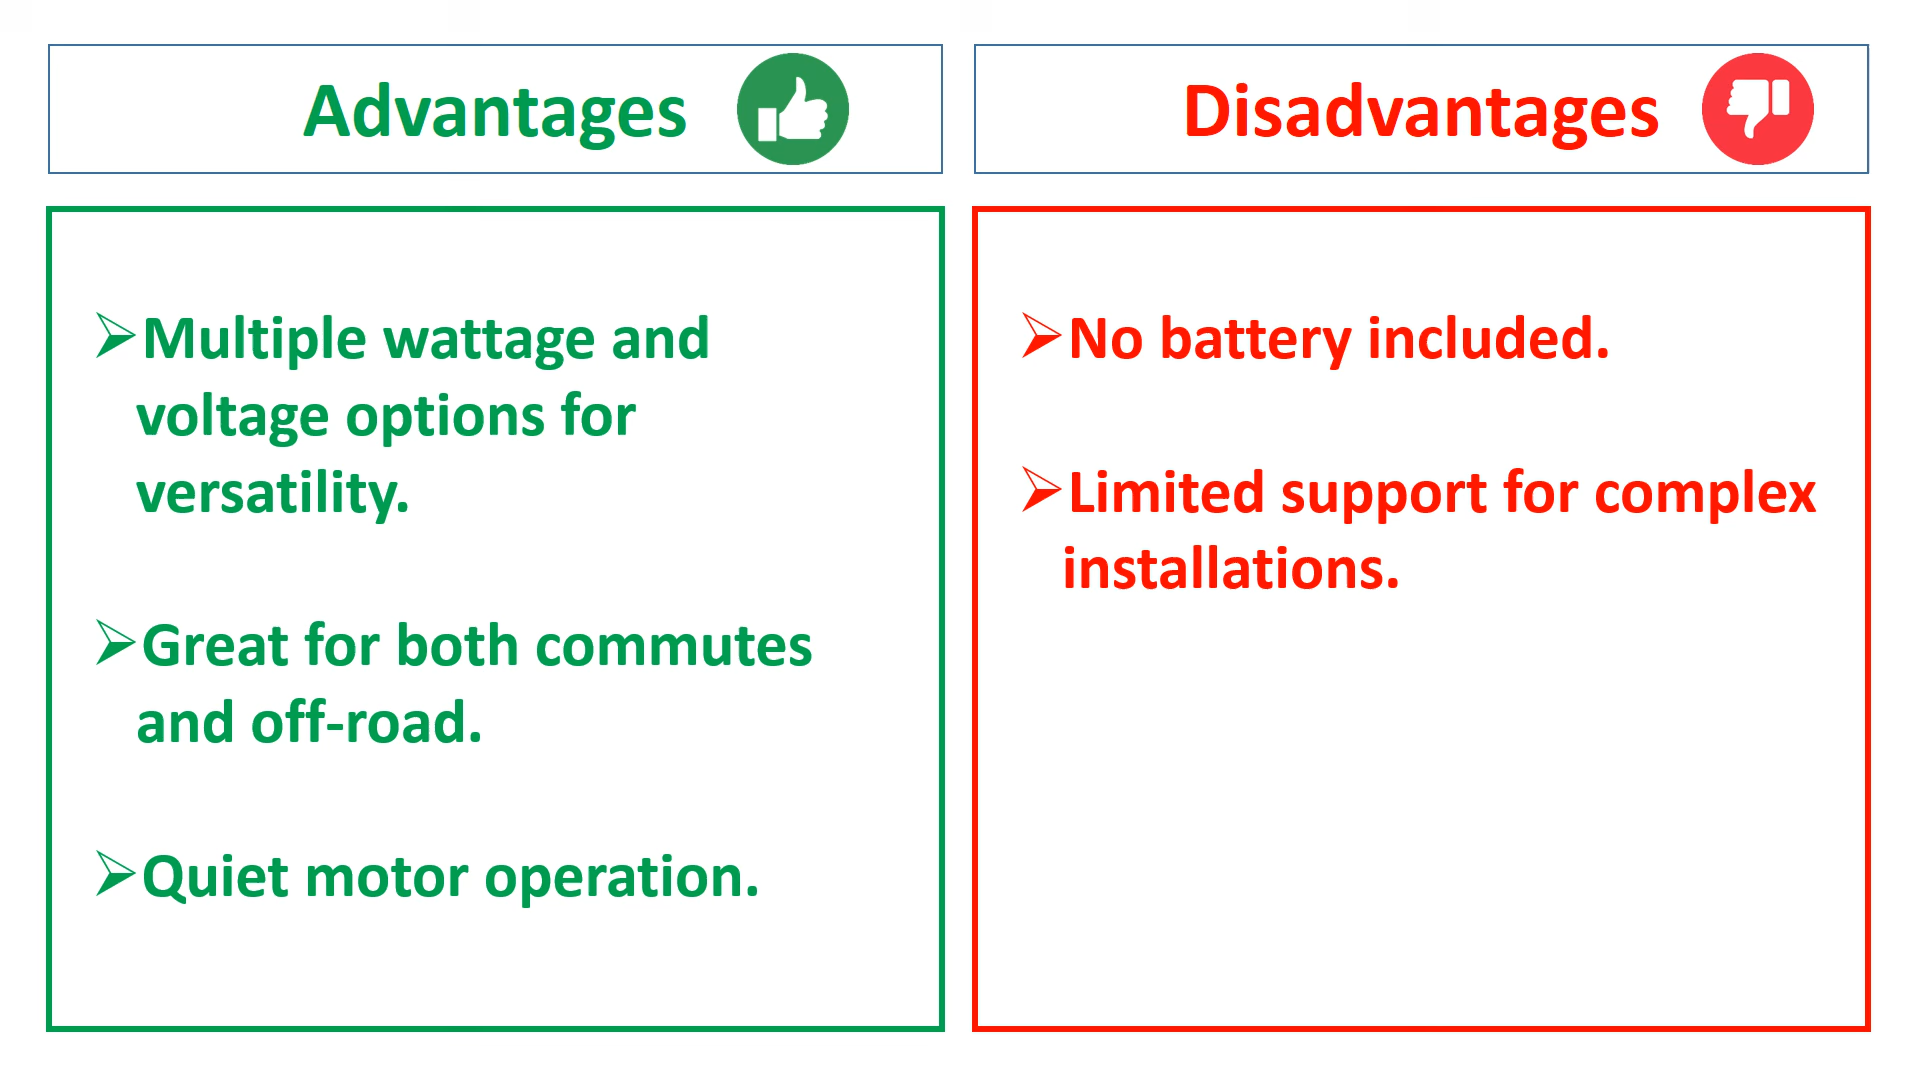 Advantages
Disadvantages
➢Multiple wattage and
voltage options for
versatility.
➢Great for both commutes
and off-road.
➢Quiet motor operation.
➢No battery included.
➢Limited support for complex
installations.